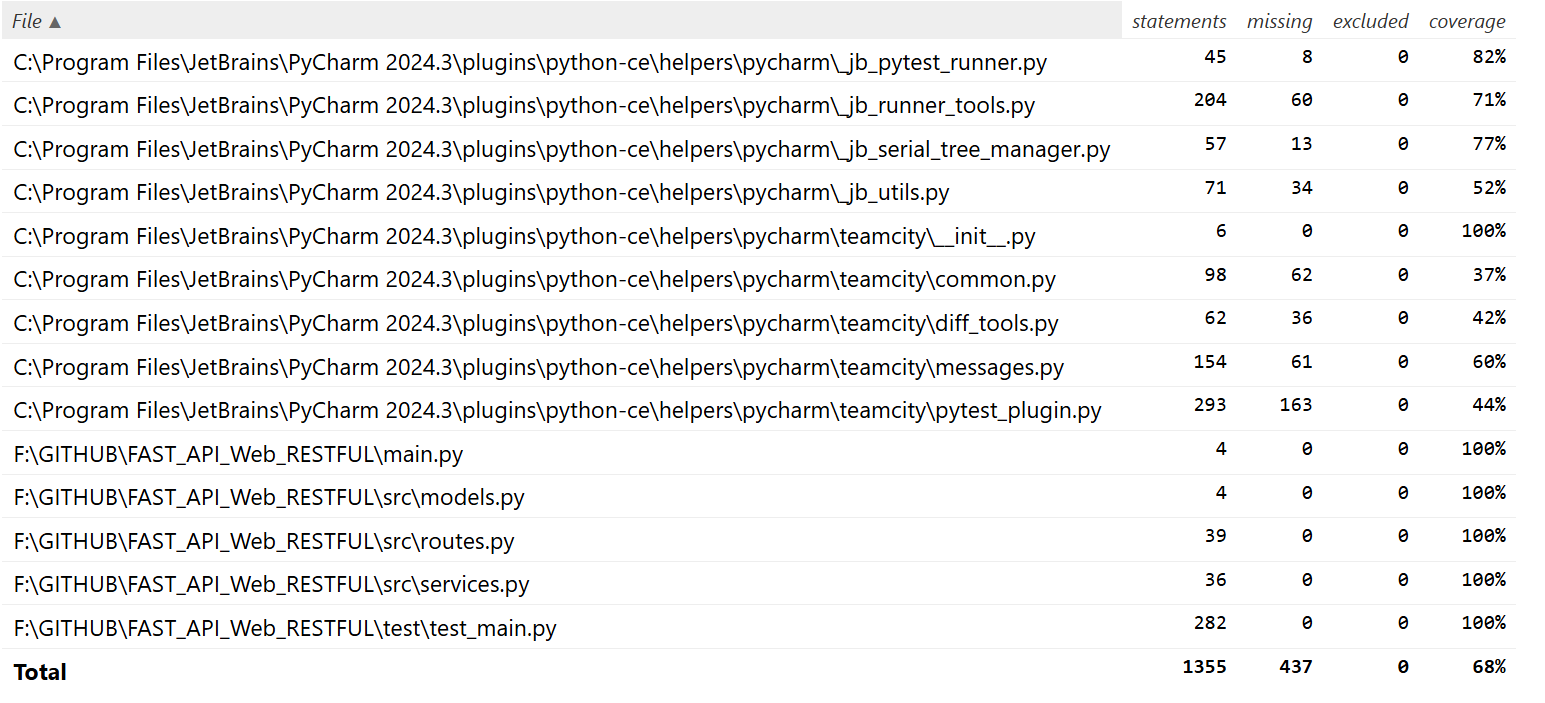 File ▲ statements missing excluded coverage
C:\Program Files\JetBrains\PyCharm 2024.3\plugins\python-ce\helpers\pycharm\_jb_pytest_runner.py 45 8 0 82%
C:\Program Files\JetBrains\PyCharm 2024.3\plugins\python-ce\helpers\pycharm\_jb_runner_tools.py 204 60 0 71%
C:\Program Files\JetBrains\PyCharm 2024.3\plugins\python-ce\helpers\pycharm\_jb_serial_tree_manager.py 57 13 0 77%
C:\Program Files\JetBrains\PyCharm 2024.3\plugins\python-ce\helpers\pycharm\_jb_utils.py 71 34 0 52%
C:\Program Files\JetBrains\PyCharm 2024.3\plugins\python-ce\helpers\pycharm\teamcity\__init__.py 6 0 0 100%
C:\Program Files\JetBrains\PyCharm 2024.3\plugins\python-ce\helpers\pycharm\teamcity\common.py 98 62 0 37%
C:\Program Files\JetBrains\PyCharm 2024.3\plugins\python-ce\helpers\pycharm\teamcity\diff_tools.py 62 36 0 42%
C:\Program Files\JetBrains\PyCharm 2024.3\plugins\python-ce\helpers\pycharm\teamcity\messages.py 154 61 0 60%
C:\Program Files\JetBrains\PyCharm 2024.3\plugins\python-ce\helpers\pycharm\teamcity\pytest_plugin.py 293 163 0 44%
F:\GITHUB\FAST_API_Web_RESTFUL\main.py 4 0 0 100%
F:\GITHUB\FAST_API_Web_RESTFUL\src\models.py 4 0 0 100%
F:\GITHUB\FAST_API_Web_RESTFUL\src\routes.py 39 0 0 100%
F:\GITHUB\FAST_API_Web_RESTFUL\src\services.py 36 0 0 100%
F:\GITHUB\FAST_API_Web_RESTFUL\test\test_main.py 282 0 0 100%
Total 1355 437 0 68%